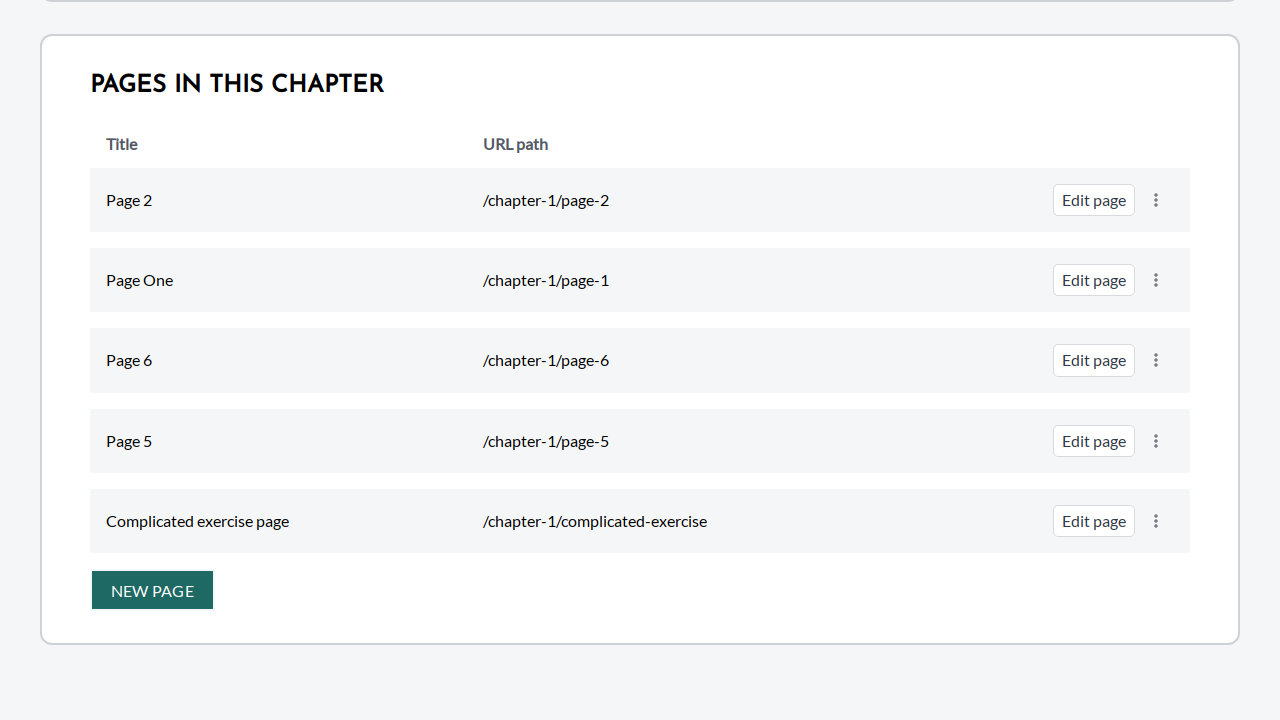 PAGES IN THIS CHAPTER
Title URL path
Page 2 /chapter-1/page-2 Edit page
Page One /chapter-1/page-1 Edit page
Page 6 /chapter-1/page-6 Edit page
Page 5 /chapter-1/page-5 Edit page
Complicated exercise page /chapter-1/complicated-exercise Edit page
NEW PAGE